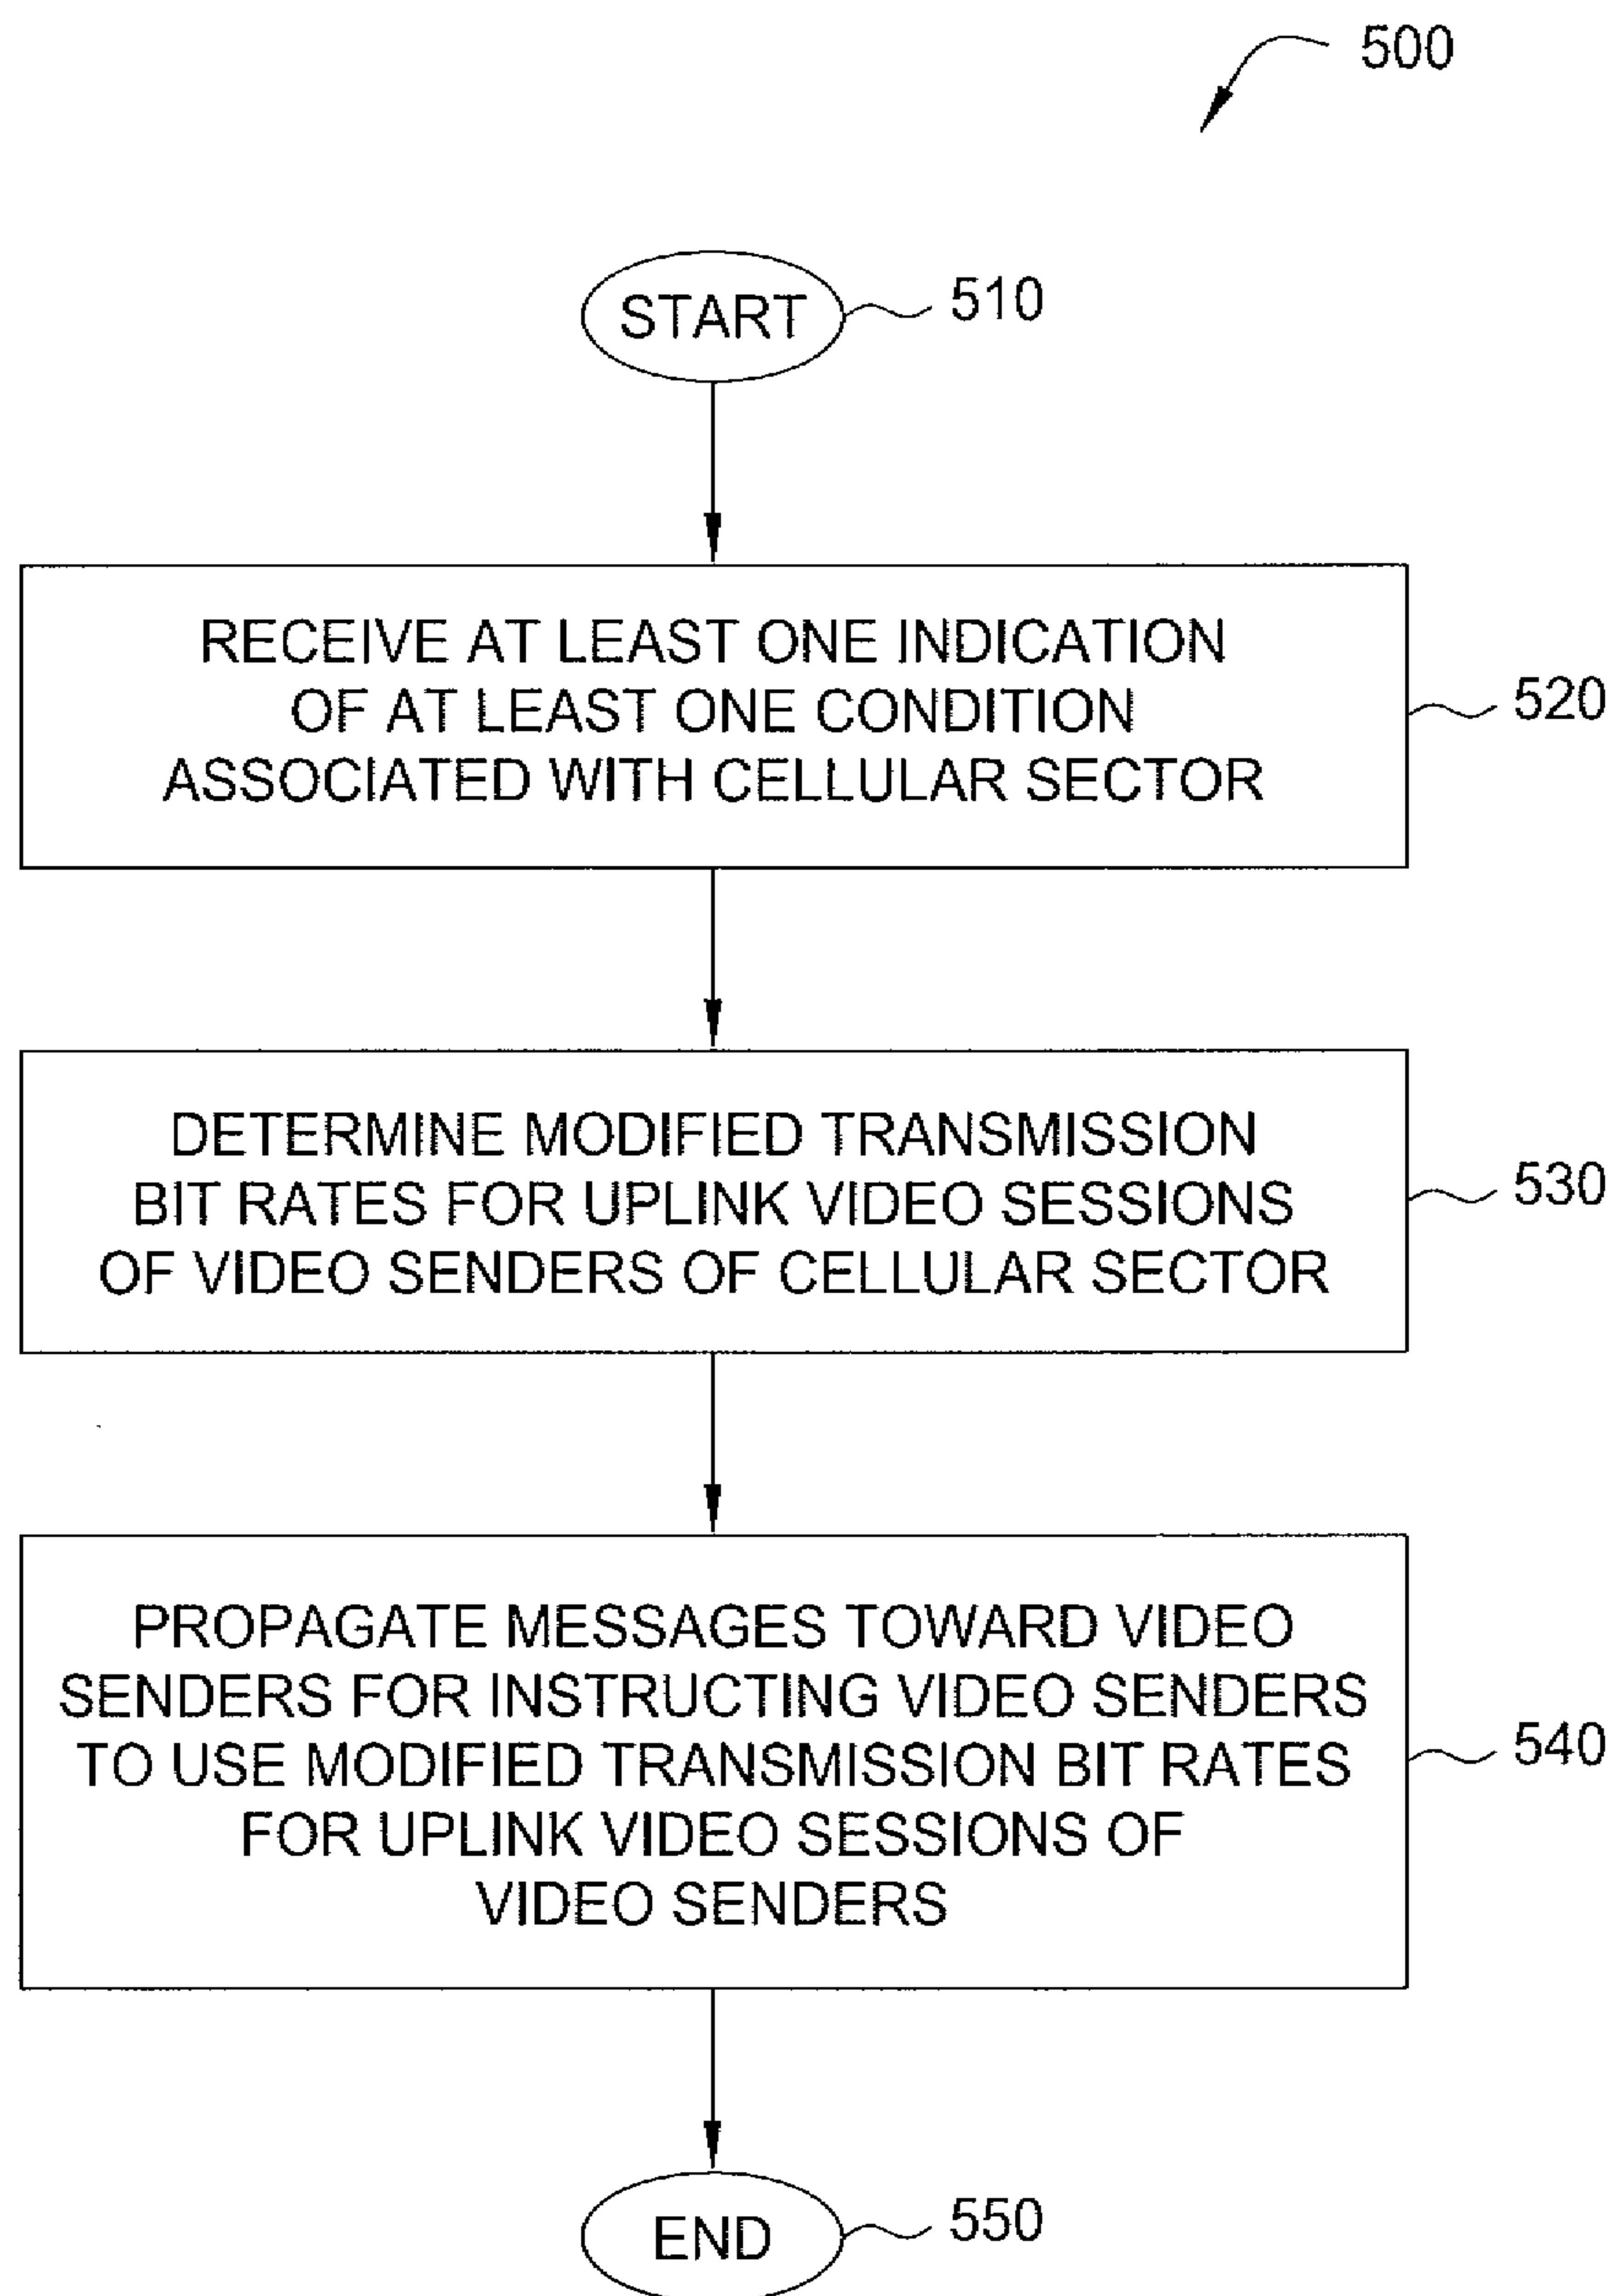 500
START
510
RECEIVE AT LEAST ONE INDICATION
OF AT LEAST ONE CONDITION
ASSOCIATED WITH CELLULAR SECTOR
520
DETERMINE MODIFIED TRANSMISSION
BIT RATES FOR UPLINK VIDEO SESSIONS
OF VIDEO SENDERS OF CELLULAR SECTOR
530
PROPAGATE MESSAGES TOWARD VIDEO
SENDERS FOR INSTRUCTING VIDEO SENDERS
TO USE MODIFIED TRANSMISSION BIT RATES
FOR UPLINK VIDEO SESSIONS OF
VIDEO SENDERS
540
END
550